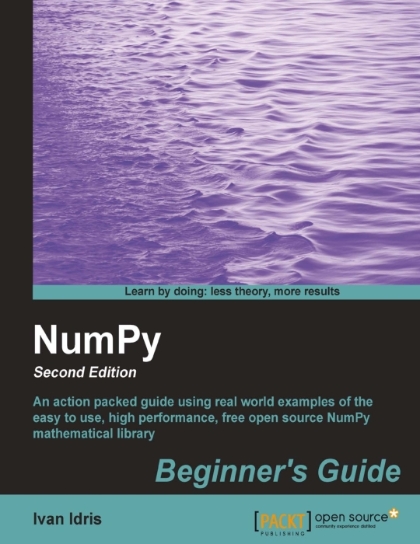 Learn by doing: less theory, more results
NumPy
Second Edition
An action packed guide using real world examples of the
easy to use, high performance, free open source NumPy
mathematical library
Beginner's Guide
Ivan Idris
[PACKT] open source*
PUBLISHING community experience distilled